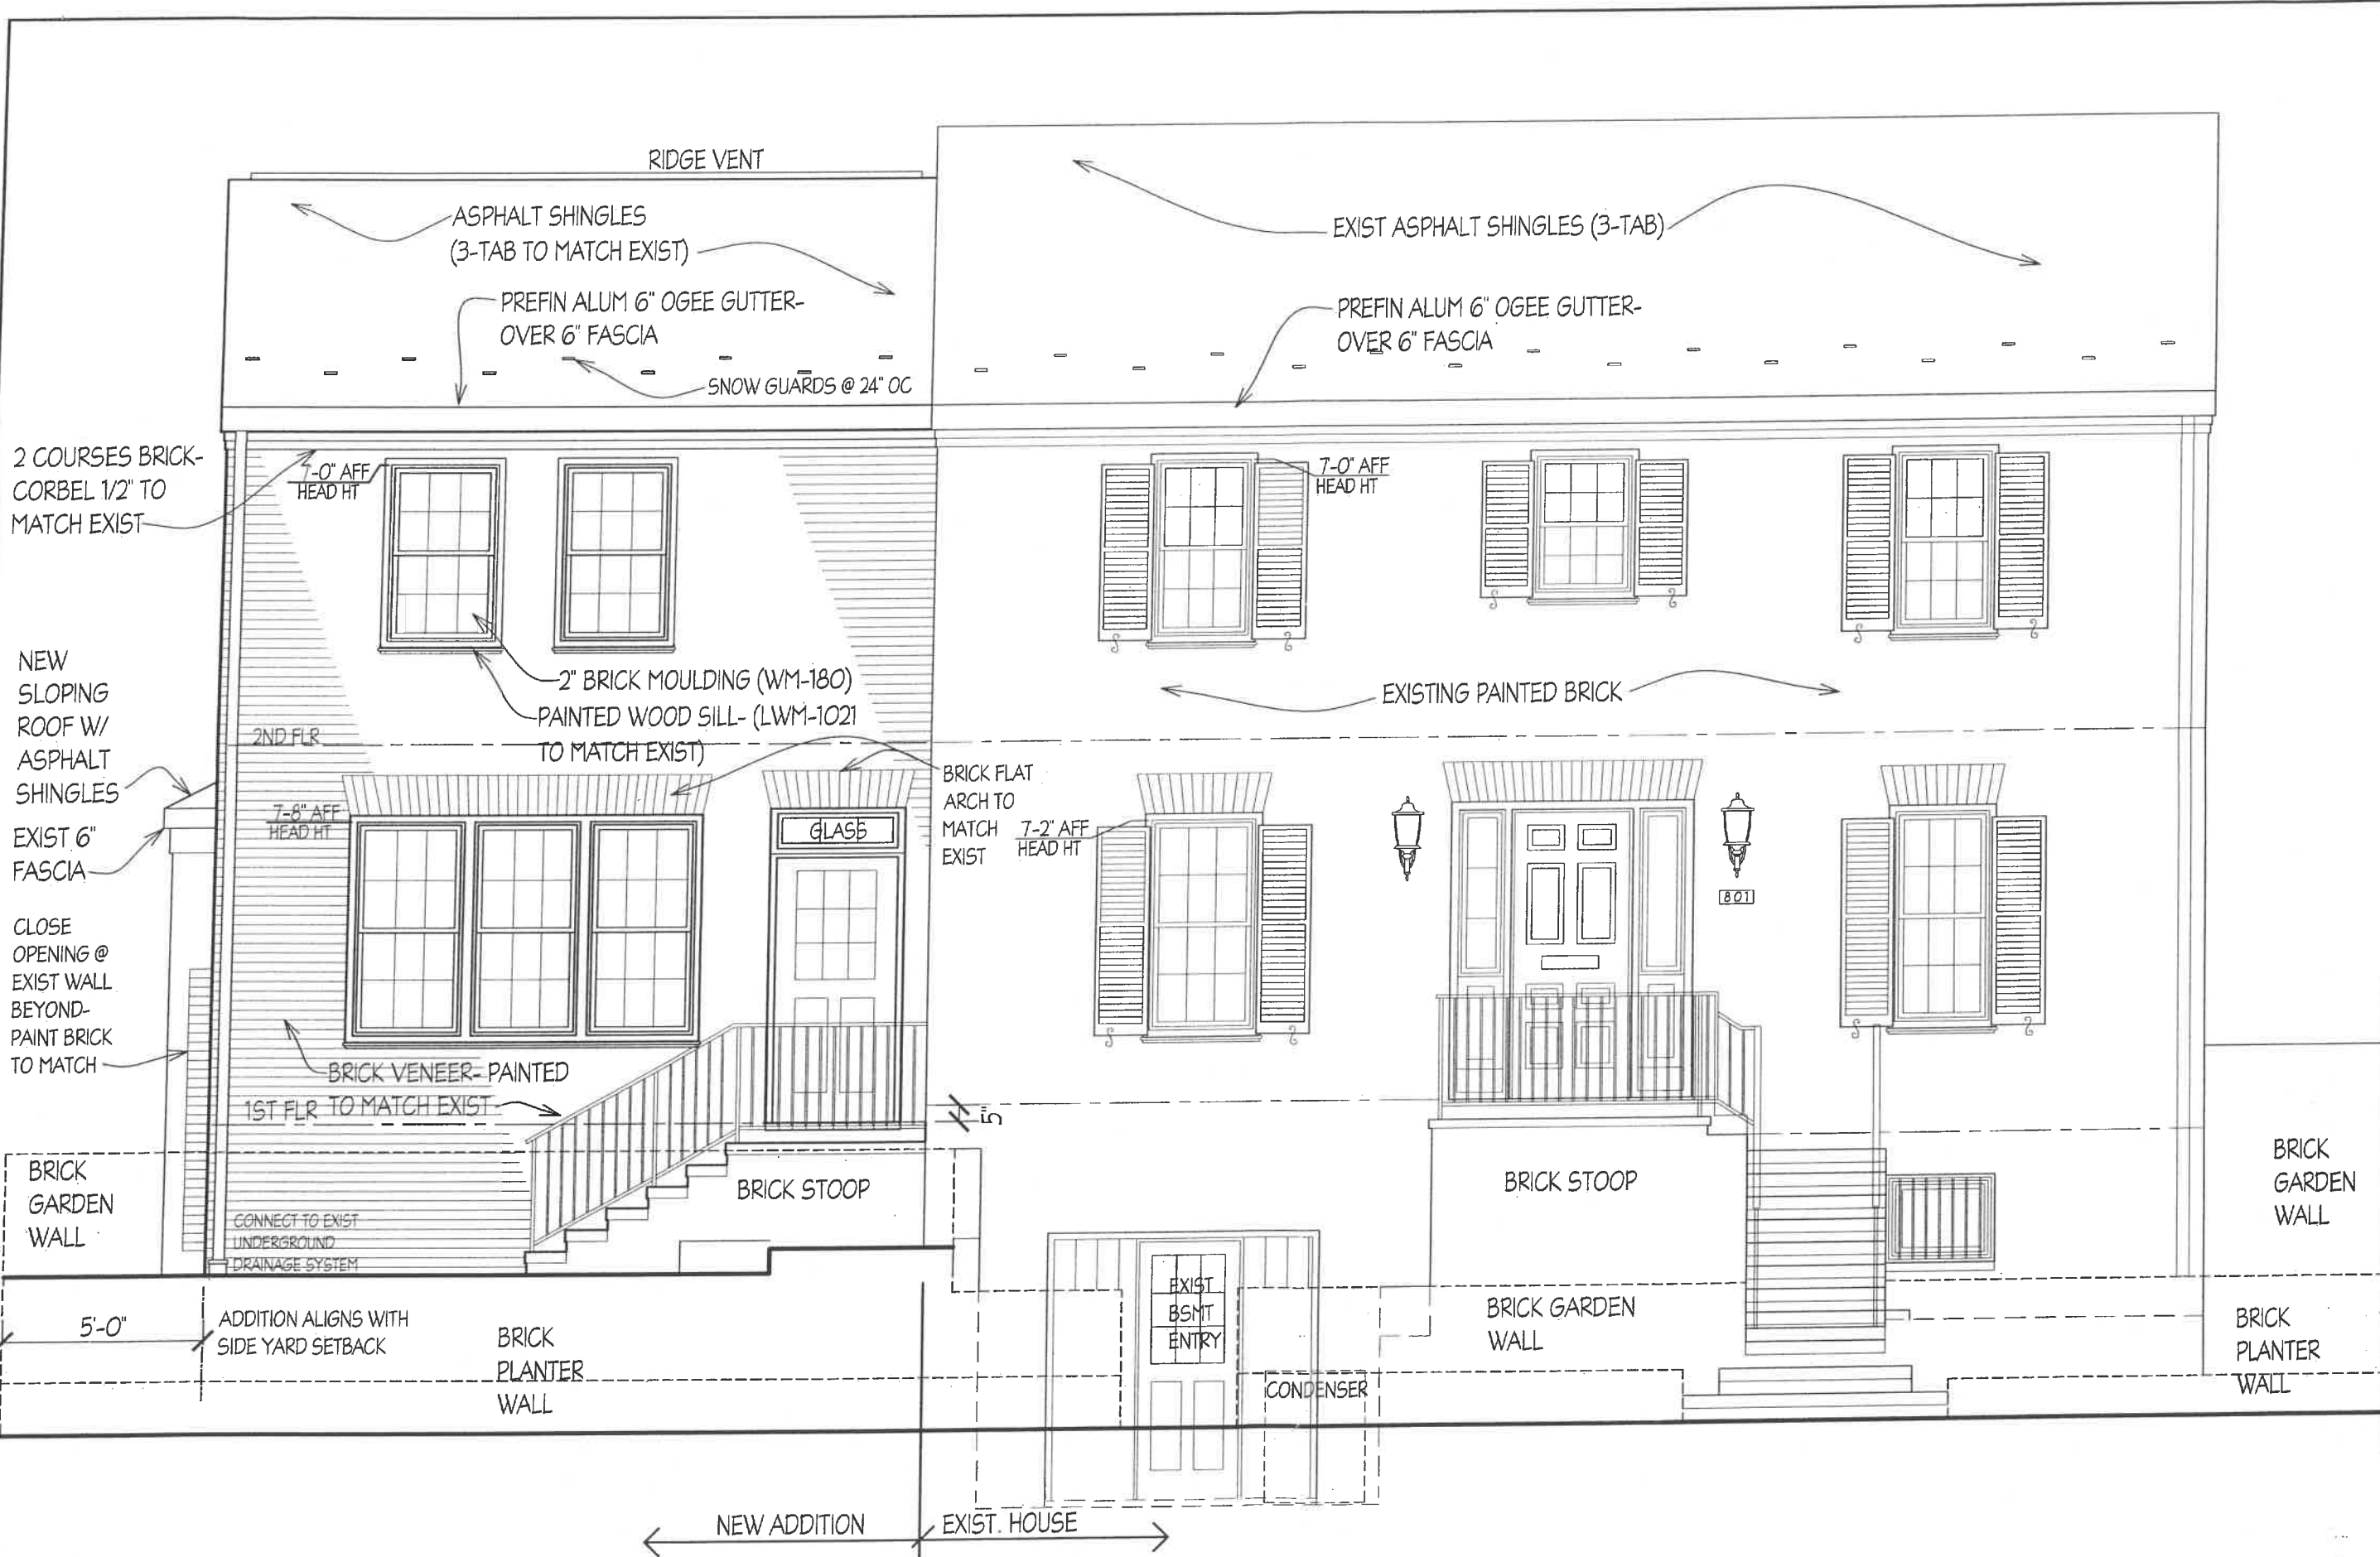 RIDGE VENT
ASPHALT SHINGLES
(3-TAB TO MATCH EXIST)
EXIST ASPHALT SHINGLES (3-TAB)
PREFIN ALUM 6" OGEE GUTTER-
OVER 6" FASCIA
PREFIN ALUM 6" OGEE GUTTER-
OVER 6" FASCIA
SNOW GUARDS @ 24" OC
2 COURSES BRICK-
CORBEL 1/2" TO
MATCH EXIST
7-0" AFF
HEAD HT
7-0" AFF
HEAD HT
NEW
SLOPING
ROOF W/
ASPHALT
SHINGLES
2" BRICK MOULDING (WM-180)
PAINTED WOOD SILL- (LWM-1021
TO MATCH EXIST)
EXISTING PAINTED BRICK
2ND FLR
BRICK FLAT
ARCH TO
MATCH
EXIST
7-8" AFF
HEAD HT
GLASS
7-2" AFF
HEAD HT
EXIST 6"
FASCIA
801
CLOSE
OPENING @
EXIST WALL
BEYOND-
PAINT BRICK
TO MATCH
BRICK VENEER- PAINTED
TO MATCH EXIST
1ST FLR
5"
BRICK
GARDEN
WALL
BRICK STOOP
BRICK STOOP
BRICK
GARDEN
WALL
CONNECT TO EXIST
UNDERGROUND
DRAINAGE SYSTEM
EXIST
BSMT
ENTRY
BRICK GARDEN
WALL
5'-0"
ADDITION ALIGNS WITH
SIDE YARD SETBACK
BRICK
PLANTER
WALL
CONDENSER
BRICK
PLANTER
WALL
NEW ADDITION
EXIST. HOUSE